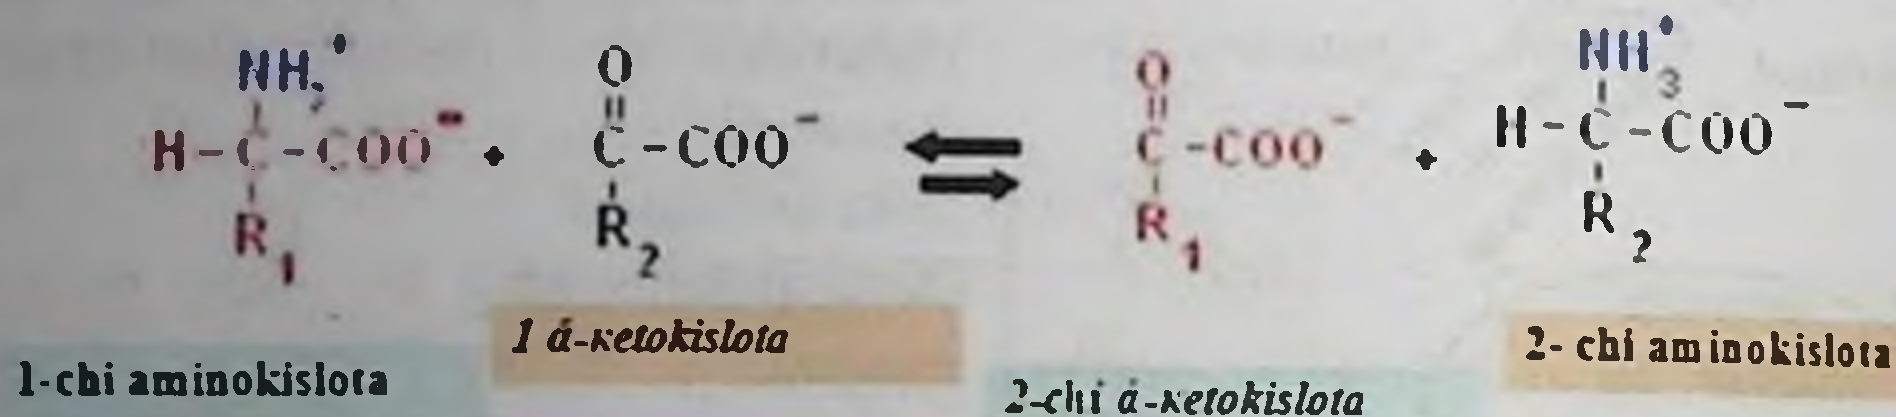 NH₃⁺ O O NH₃⁺
H – C – COO⁻ + C – COO⁻ ⇌ C – COO⁻ + H – C – COO⁻
R₁ R₂ R₁ R₂
1 á-ketokislota
1-chi aminokislota
2-chi á-ketokislota
2- chi aminokislota